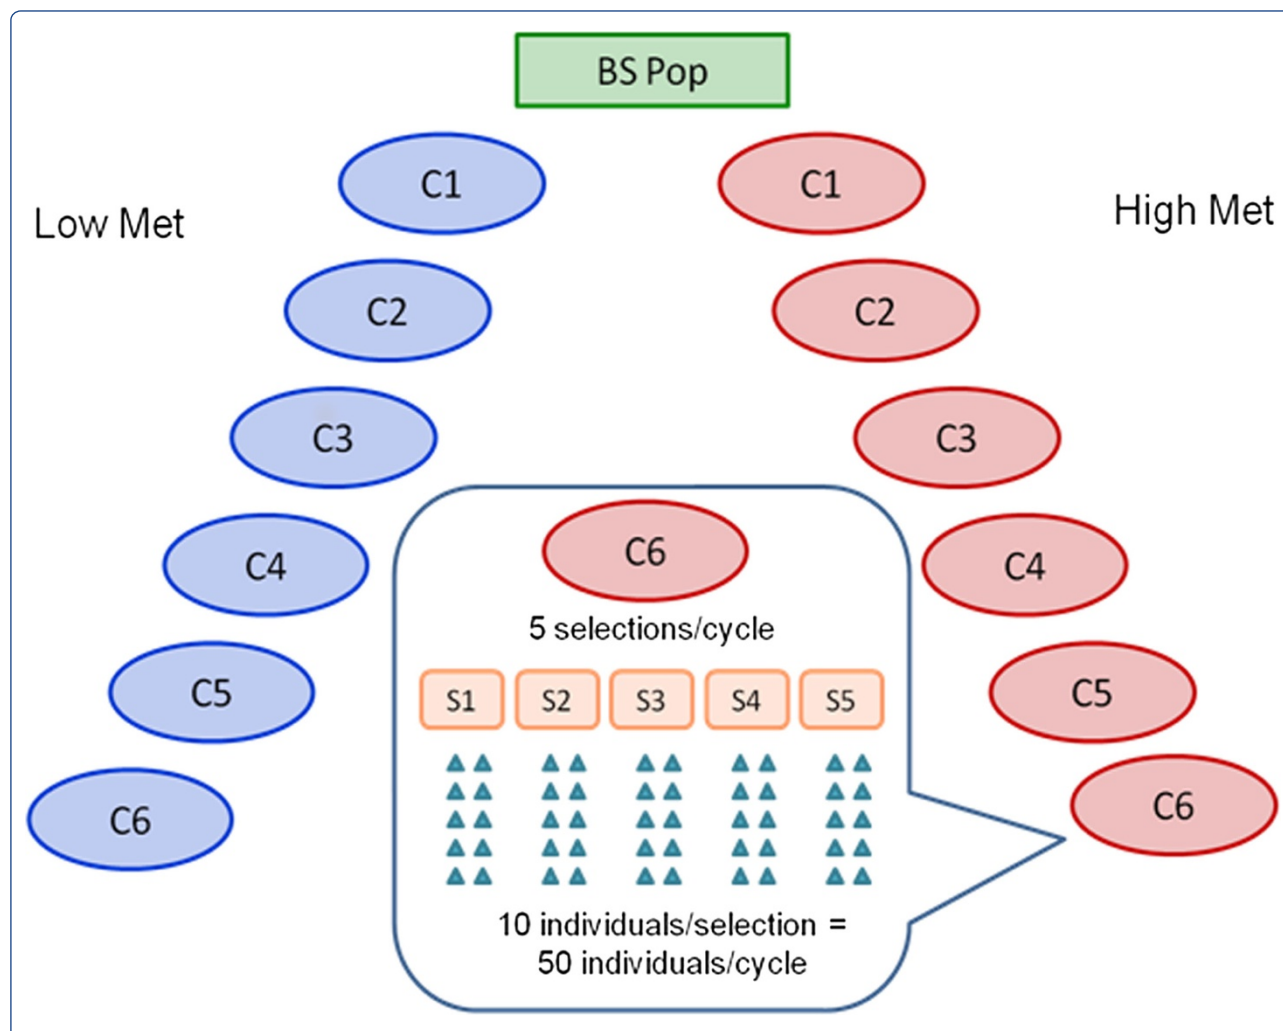 BS Pop
C1
C1
Low Met
High Met
C2
C2
C3
C3
C4
C4
C5
C5
C6
C6
C6
5 selections/cycle
S1 S2 S3 S4 S5
10 individuals/selection =
50 individuals/cycle